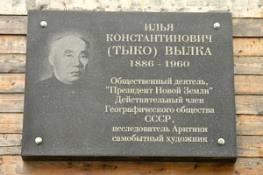 ИЛЬЯ
КОНСТАНТИНОВИЧ
(ТЫКО) ВЫЛКА
1886 - 1960
Общественный деятель,
"Президент Новой Земли"
Действительный член
Географического общества
СССР,
исследователь Арктики
самобытный художник